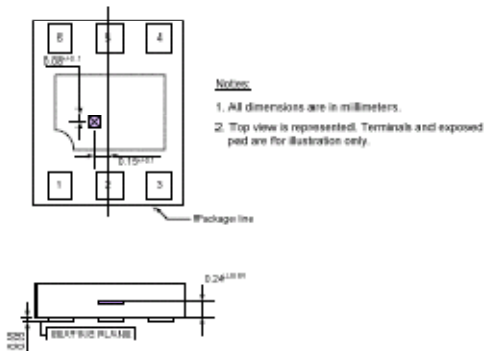 6
5
4
Notes:
1. All dimensions are in millimeters.
2. Top view is represented. Terminals and exposed
pad are for illustration only.
1
2
3
Package line
SEATING PLANE